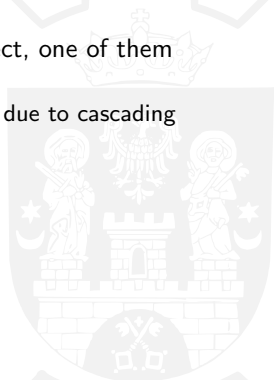 ct, one of them
due to cascading